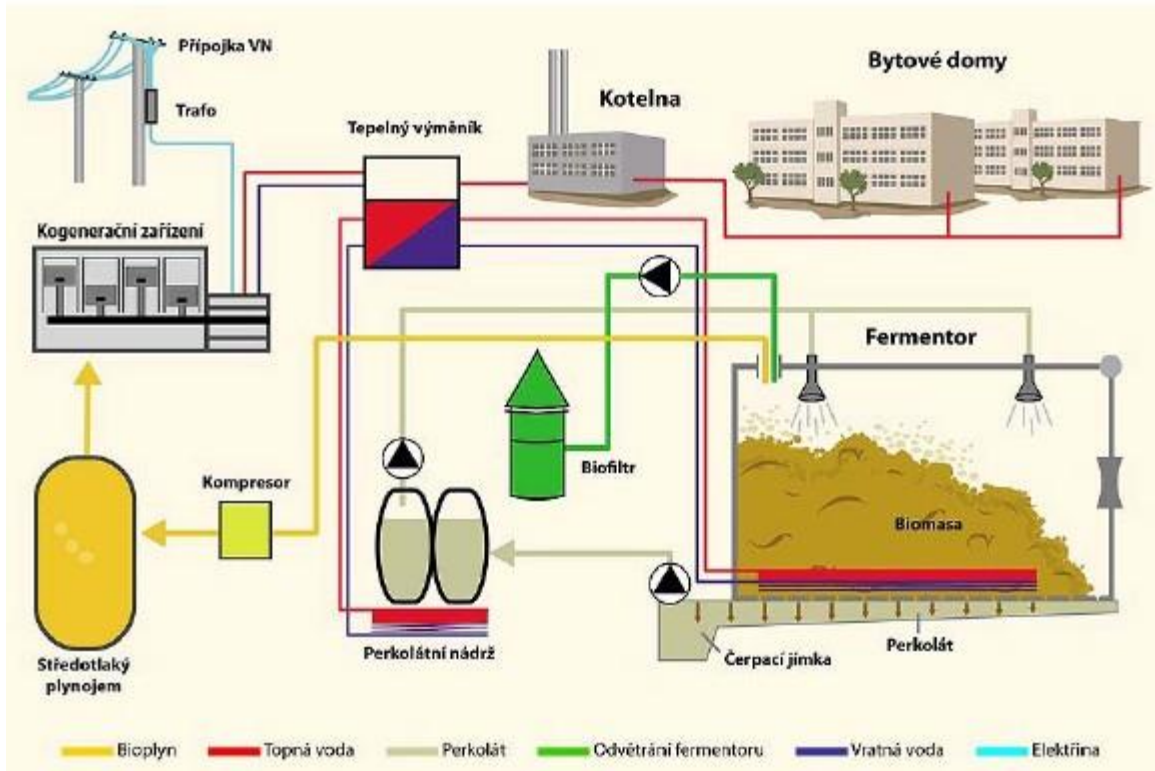 Přípojka VN
Trafo
Tepelný výměník
Kotelna
Bytové domy
Kogenerační zařízení
Fermentor
Biofiltr
Kompresor
Biomasa
Středotlaký
plynojem
Perkolátní nádrž
Čerpací jímka
Perkolát
Bioplyn
Topná voda
Perkolát
Odvětrání fermentoru
Vratná voda
Elektřina